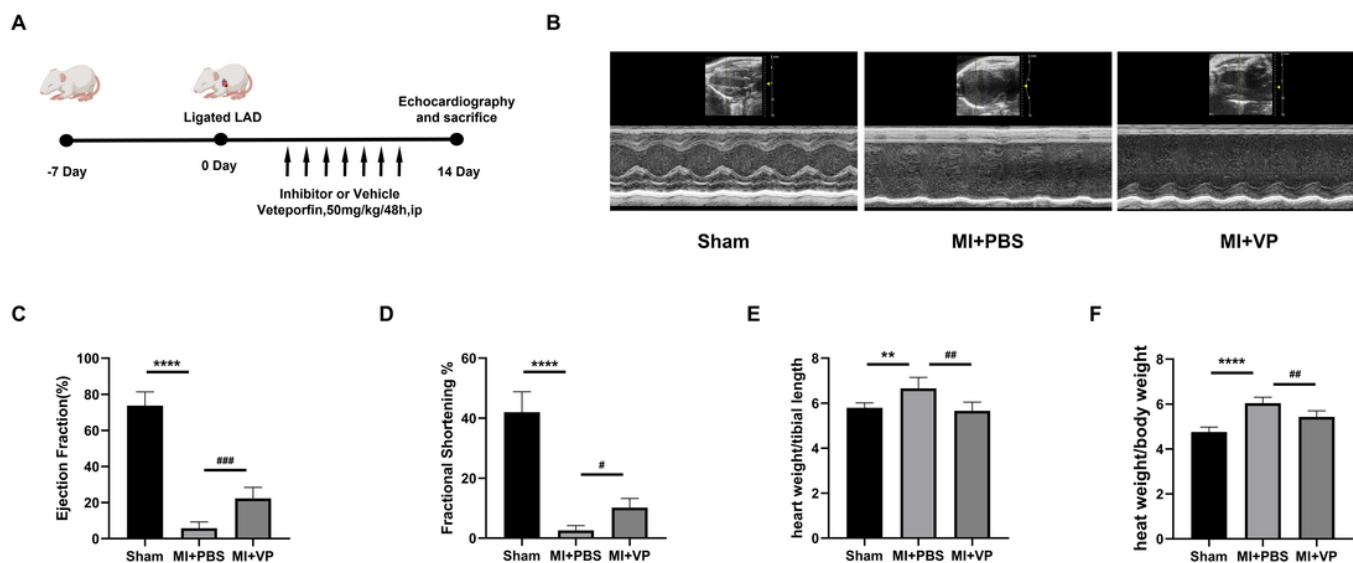 A
Ligated LAD
Echocardiography
and sacrifice
-7 Day
0 Day
14 Day
Inhibitor or Vehicle
Veteporfin,50mg/kg/48h,ip
B
Sham
MI+PBS
MI+VP
C
Ejection Fraction(%)
100
80
60
40
20
0
****
###
Sham
MI+PBS
MI+VP
D
Fractional Shortening %
60
40
20
0
****
#
Sham
MI+PBS
MI+VP
E
heart weight/tibial length
8
6
4
2
0
**
##
Sham
MI+PBS
MI+VP
F
heat weight/body weight
8
6
4
2
0
****
##
Sham
MI+PBS
MI+VP